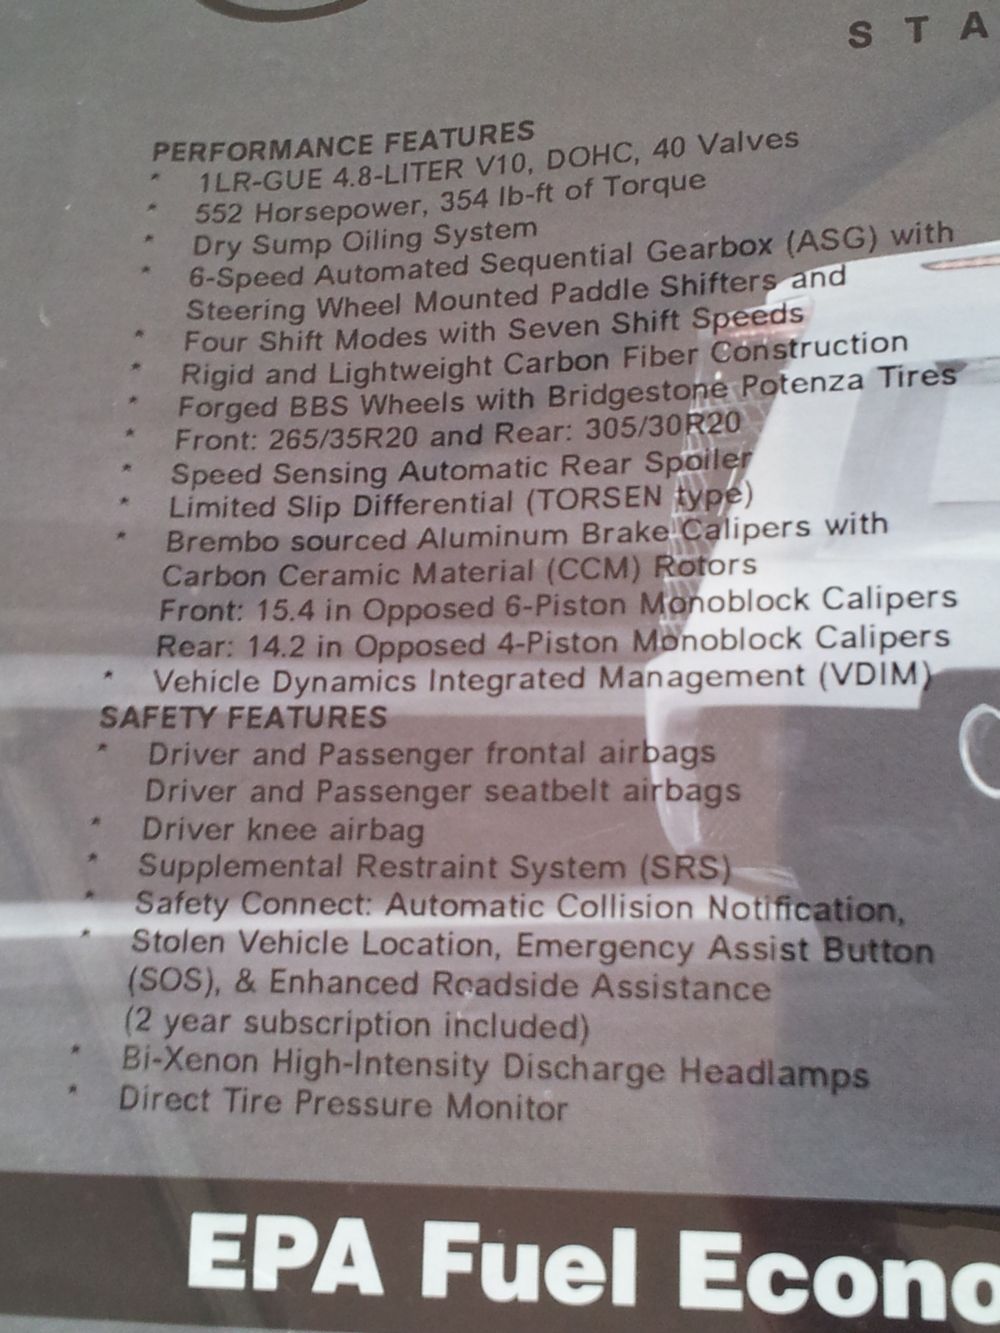 S T A
PERFORMANCE FEATURES
* 1LR-GUE 4.8-LITER V10, DOHC, 40 Valves
* 552 Horsepower, 354 lb-ft of Torque
* Dry Sump Oiling System
* 6-Speed Automated Sequential Gearbox (ASG) with
Steering Wheel Mounted Paddle Shifters and
* Four Shift Modes with Seven Shift Speeds
* Rigid and Lightweight Carbon Fiber Construction
* Forged BBS Wheels with Bridgestone Potenza Tires
* Front: 265/35R20 and Rear: 305/30R20
* Speed Sensing Automatic Rear Spoiler
* Limited Slip Differential (TORSEN type)
* Brembo sourced Aluminum Brake Calipers with
Carbon Ceramic Material (CCM) Rotors
Front: 15.4 in Opposed 6-Piston Monoblock Calipers
Rear: 14.2 in Opposed 4-Piston Monoblock Calipers
* Vehicle Dynamics Integrated Management (VDIM)
SAFETY FEATURES
* Driver and Passenger frontal airbags
Driver and Passenger seatbelt airbags
* Driver knee airbag
* Supplemental Restraint System (SRS)
* Safety Connect: Automatic Collision Notification,
* Stolen Vehicle Location, Emergency Assist Button
(SOS), & Enhanced Roadside Assistance
(2 year subscription included)
* Bi-Xenon High-Intensity Discharge Headlamps
* Direct Tire Pressure Monitor
EPA Fuel Econo